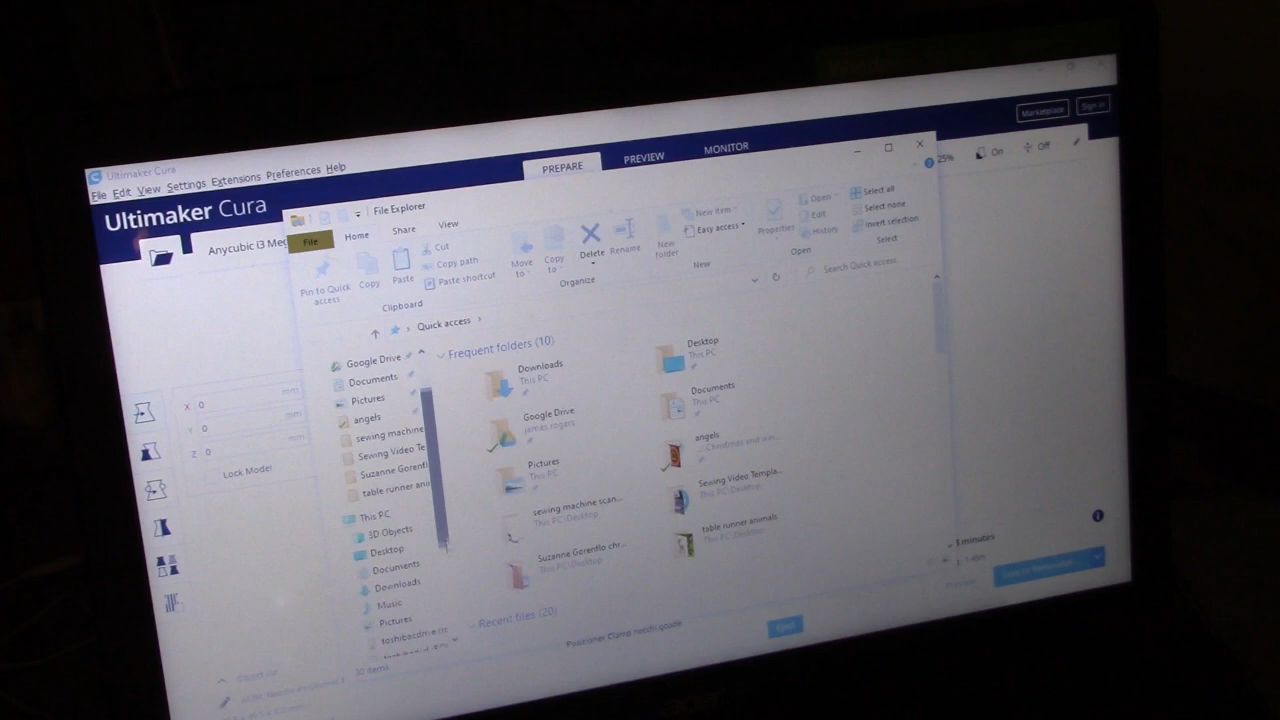 Ultimaker Cura
File Edit View Settings Extensions Preferences Help
Ultimaker Cura
PREPARE
PREVIEW
MONITOR
Marketplace
Sign in
Anycubic i3 Meg
25%
On
Off
File Explorer
File
Home
Share
View
Pin to Quick access
Copy
Paste
Cut
Copy path
Paste shortcut
Clipboard
Move to
Copy to
Delete
Rename
Organize
New folder
New item
Easy access
New
Properties
Open
Edit
History
Open
Select all
Select none
Invert selection
Select
Quick access
Search Quick access
Google Drive
Documents
Pictures
angels
sewing machine
Sewing Video Te
Suzanne Gorenfl
table runner ani
This PC
3D Objects
Desktop
Documents
Downloads
Music
Pictures
Frequent folders (10)
Downloads
This PC
Desktop
This PC
Google Drive
james rogers
Documents
This PC
Pictures
This PC
angels
sewing machine scan...
This PC\Desktop
Sewing Video Templa...
This PC\Desktop
Suzanne Gorenflo chr...
This PC\Desktop
table runner animals
This PC\Desktop
Recent files (20)
X 0 mm
Y 0 mm
Z 0 mm
Lock Model
minutes
Eject